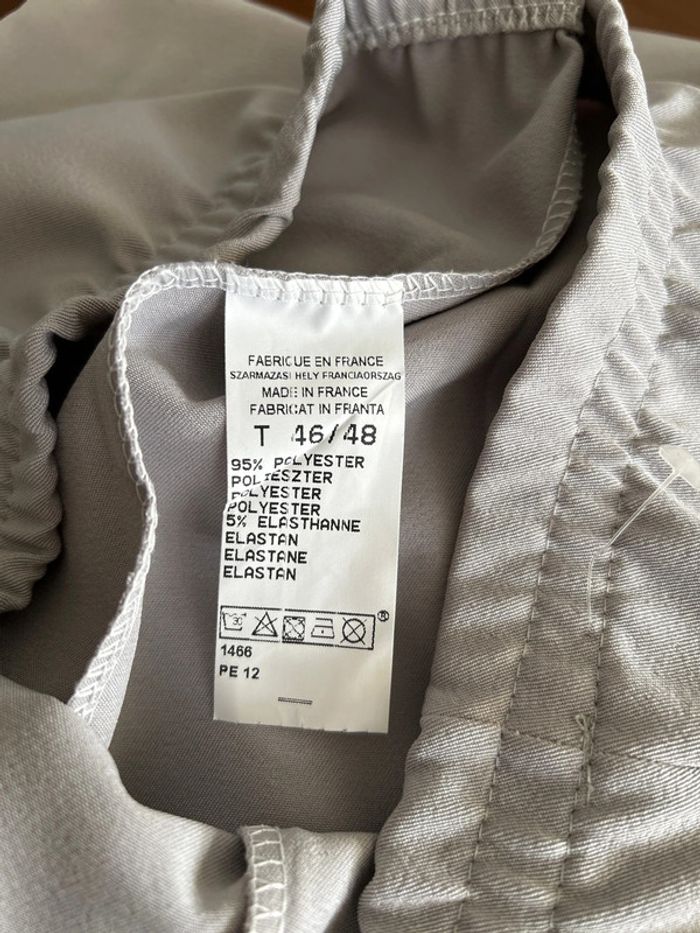 FABRIQUE EN FRANCE
SZARMAZASI HELY FRANCIAORSZAG
MADE IN FRANCE
FABRICAT IN FRANTA
T 46/48
95% POLYESTER
POLIESZTER
POLYESTER
POLYESTER
5% ELASTHANNE
ELASTAN
ELASTANE
ELASTAN
30
®
1466
PE 12